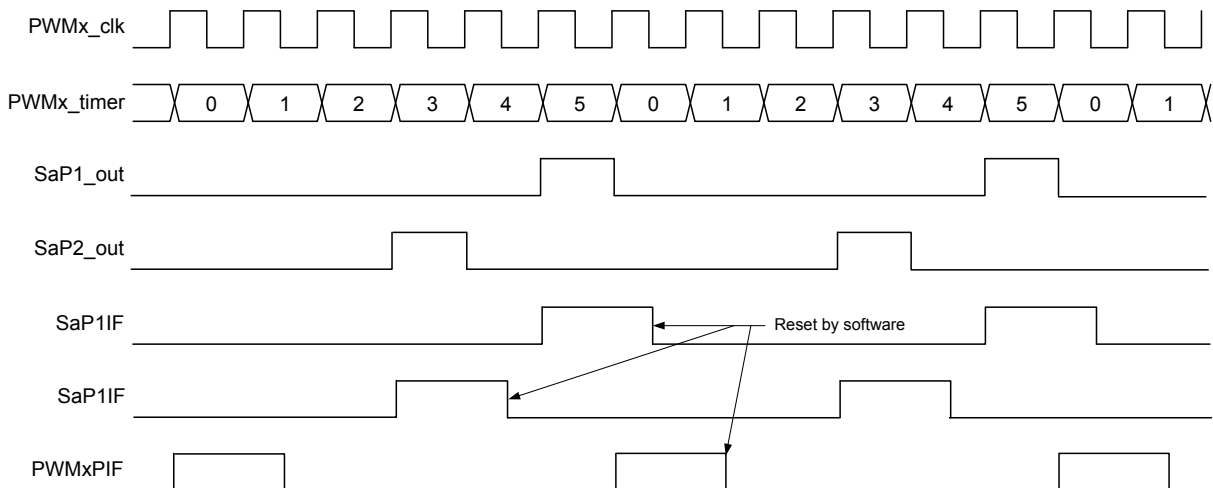 PWMx_clk
PWMx_timer 0 1 2 3 4 5 0 1 2 3 4 5 0 1
SaP1_out
SaP2_out
SaP1IF Reset by software
SaP1IF
PWMxPIF